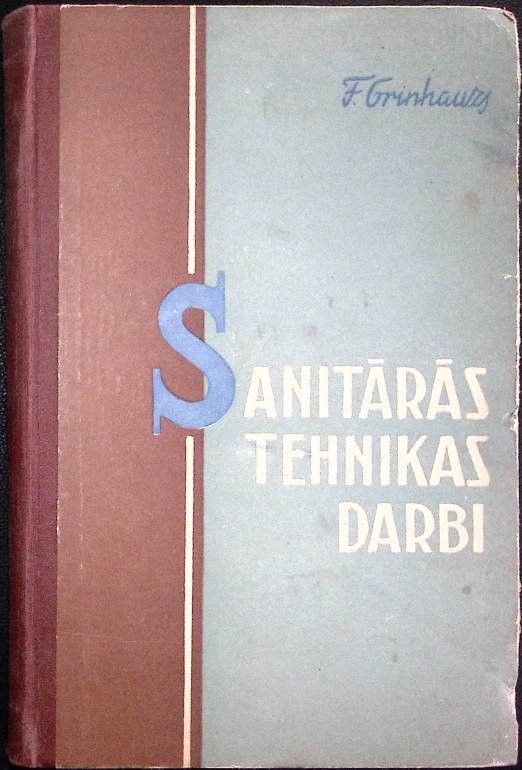 F. Grinhauzs
SANITĀRĀS
TEHNIKAS
DARBI